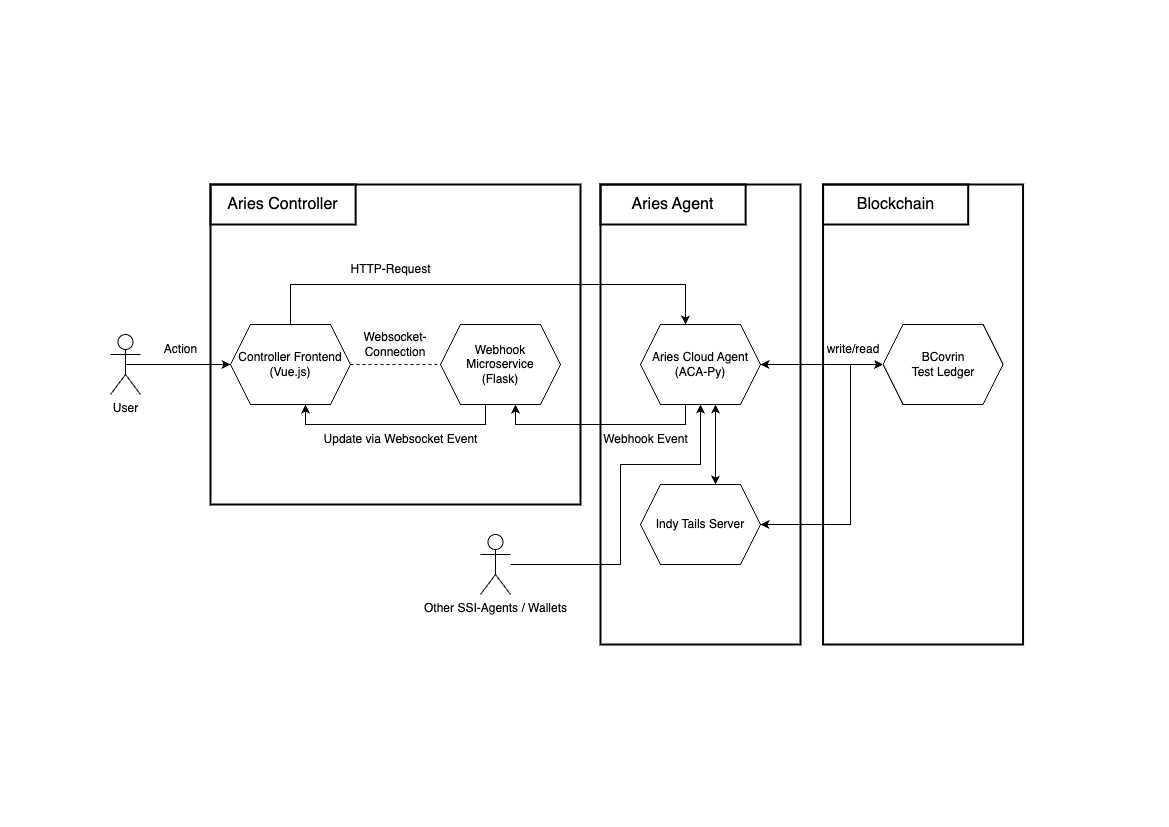 Aries Controller
Aries Agent
Blockchain
HTTP-Request
Action
User
Controller Frontend
(Vue.js)
Websocket-
Connection
Webhook
Microservice
(Flask)
Update via Websocket Event
Webhook Event
Aries Cloud Agent
(ACA-Py)
write/read
BCovrin
Test Ledger
Indy Tails Server
Other SSI-Agents / Wallets